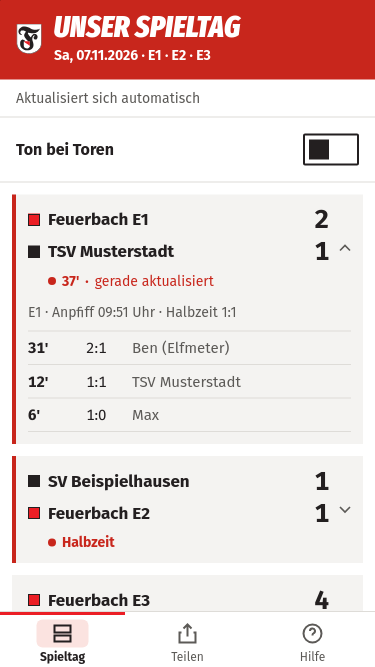 UNSER SPIELTAG
Sa, 07.11.2026 · E1 · E2 · E3
Aktualisiert sich automatisch
Ton bei Toren
Feuerbach E1 2
TSV Musterstadt 1
37' · gerade aktualisiert
E1 · Anpfiff 09:51 Uhr · Halbzeit 1:1
31' 2:1 Ben (Elfmeter)
12' 1:1 TSV Musterstadt
6' 1:0 Max
SV Beispielhausen 1
Feuerbach E2 1
Halbzeit
Feuerbach E3 4
Spieltag Teilen Hilfe